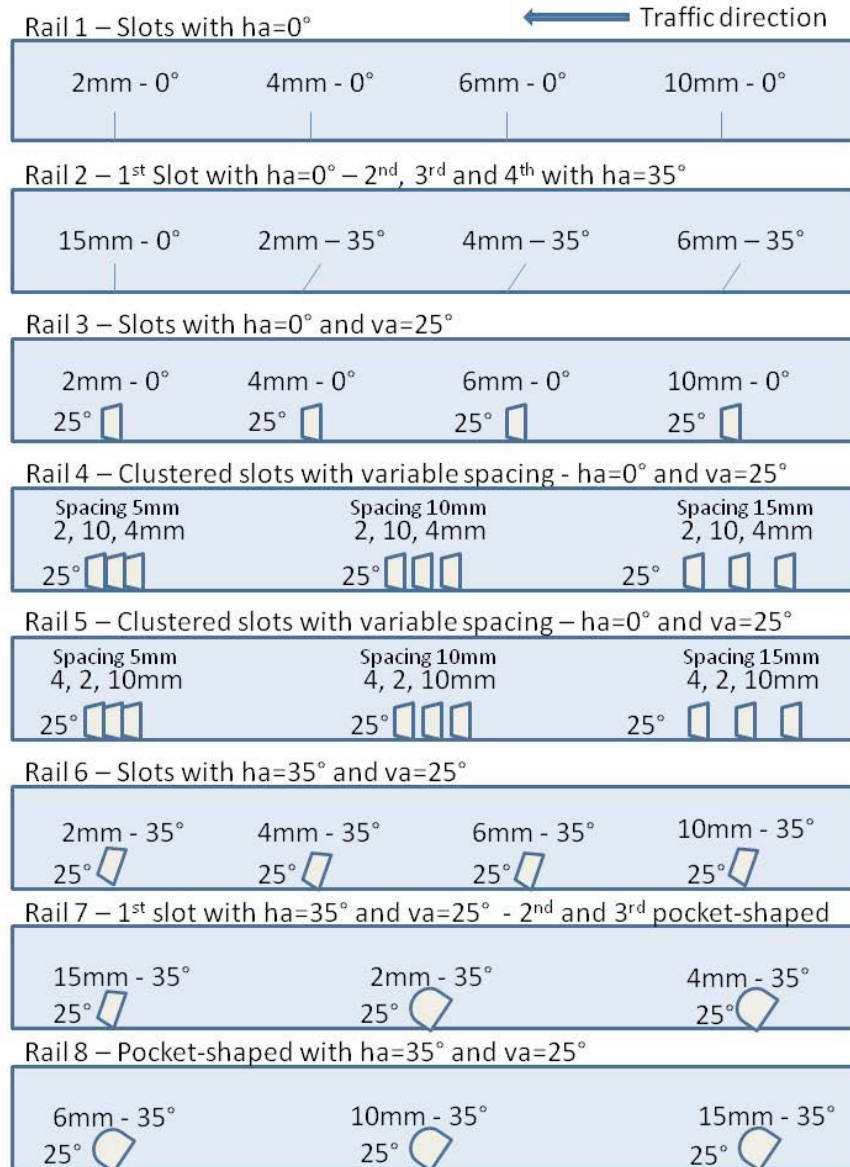 Traffic direction
Rail 1 – Slots with ha=0°
2mm - 0° 4mm - 0° 6mm - 0° 10mm - 0°
Rail 2 – 1st Slot with ha=0° – 2nd, 3rd and 4th with ha=35°
15mm - 0° 2mm – 35° 4mm – 35° 6mm – 35°
Rail 3 – Slots with ha=0° and va=25°
2mm - 0° 4mm - 0° 6mm - 0° 10mm - 0°
25° 25° 25° 25°
Rail 4 – Clustered slots with variable spacing - ha=0° and va=25°
Spacing 5mm Spacing 10mm Spacing 15mm
2, 10, 4mm 2, 10, 4mm 2, 10, 4mm
25° 25° 25°
Rail 5 – Clustered slots with variable spacing – ha=0° and va=25°
Spacing 5mm Spacing 10mm Spacing 15mm
4, 2, 10mm 4, 2, 10mm 4, 2, 10mm
25° 25° 25°
Rail 6 – Slots with ha=35° and va=25°
2mm - 35° 4mm - 35° 6mm - 35° 10mm - 35°
25° 25° 25° 25°
Rail 7 – 1st slot with ha=35° and va=25° - 2nd and 3rd pocket-shaped
15mm - 35° 2mm - 35° 4mm - 35°
25° 25° 25°
Rail 8 – Pocket-shaped with ha=35° and va=25°
6mm - 35° 10mm - 35° 15mm - 35°
25° 25° 25°